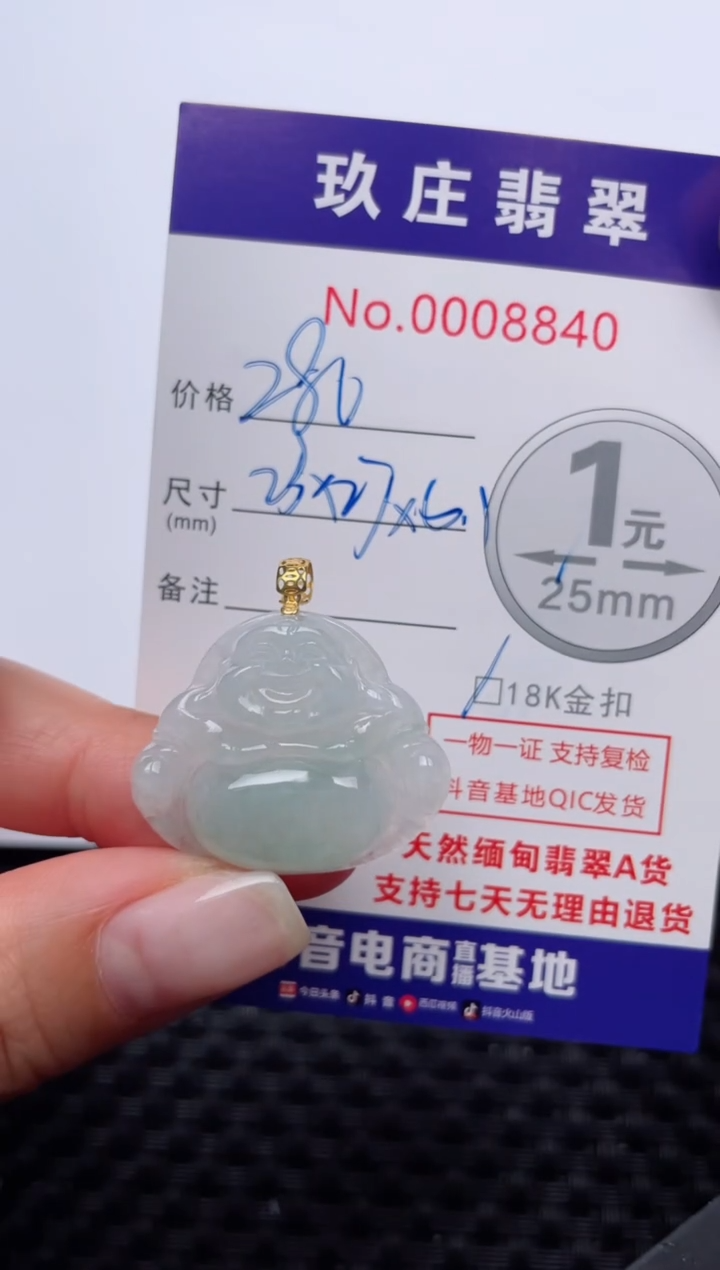 玖庄翡翠
No.0008840
价格 280
尺寸 23×27×6.1
(mm)
备注
1元
25mm
18K金扣
一物一证 支持复检
抖音基地QIC发货
天然缅甸翡翠A货
支持七天无理由退货
音电商直播基地
今日头条 抖音 西瓜视频 抖音火山版